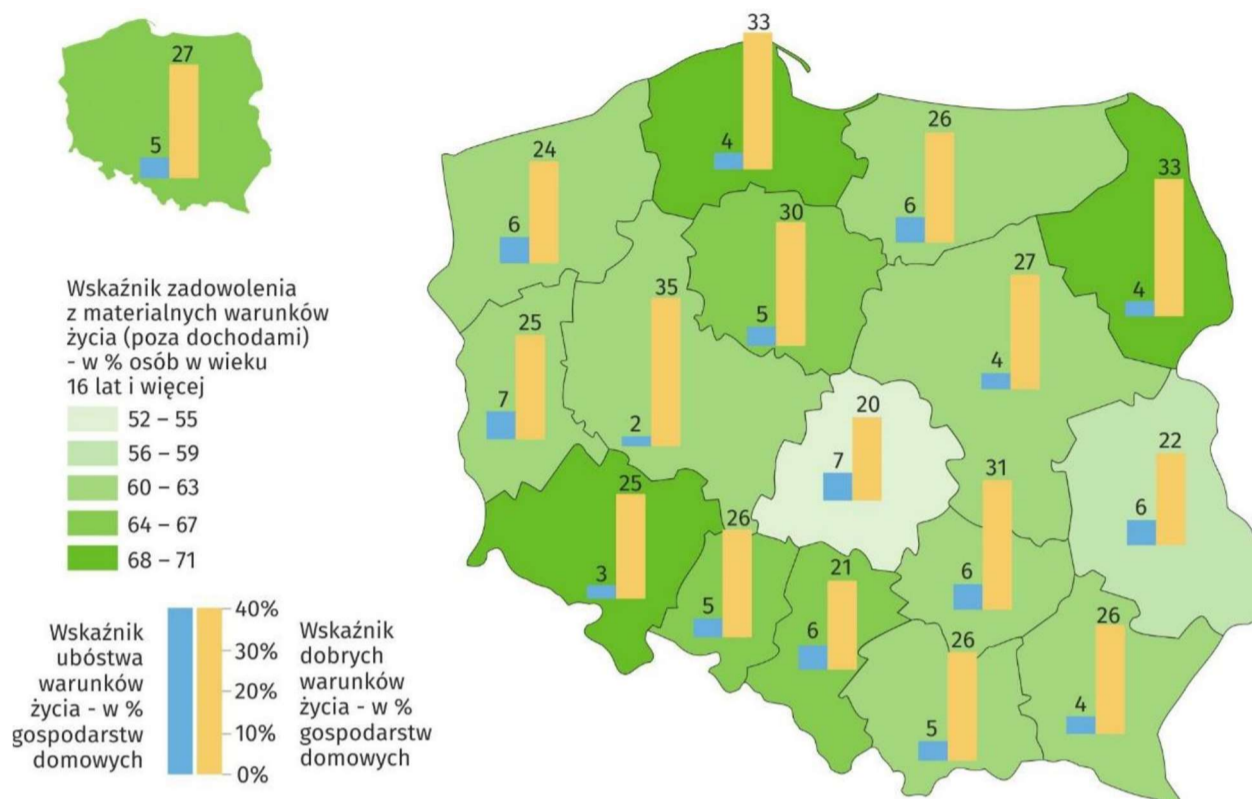 27
5
Wskaźnik zadowolenia
z materialnych warunków
życia (poza dochodami)
- w % osób w wieku
16 lat i więcej
52 – 55
56 – 59
60 – 63
64 – 67
68 – 71
Wskaźnik
ubóstwa
warunków
życia - w %
gospodarstw
domowych
40%
30%
20%
10%
0%
Wskaźnik
dobrych
warunków
życia - w %
gospodarstw
domowych
33
4
24
6
26
6
33
4
30
5
35
2
27
4
25
7
20
7
22
6
25
3
26
5
21
6
31
6
26
5
26
4